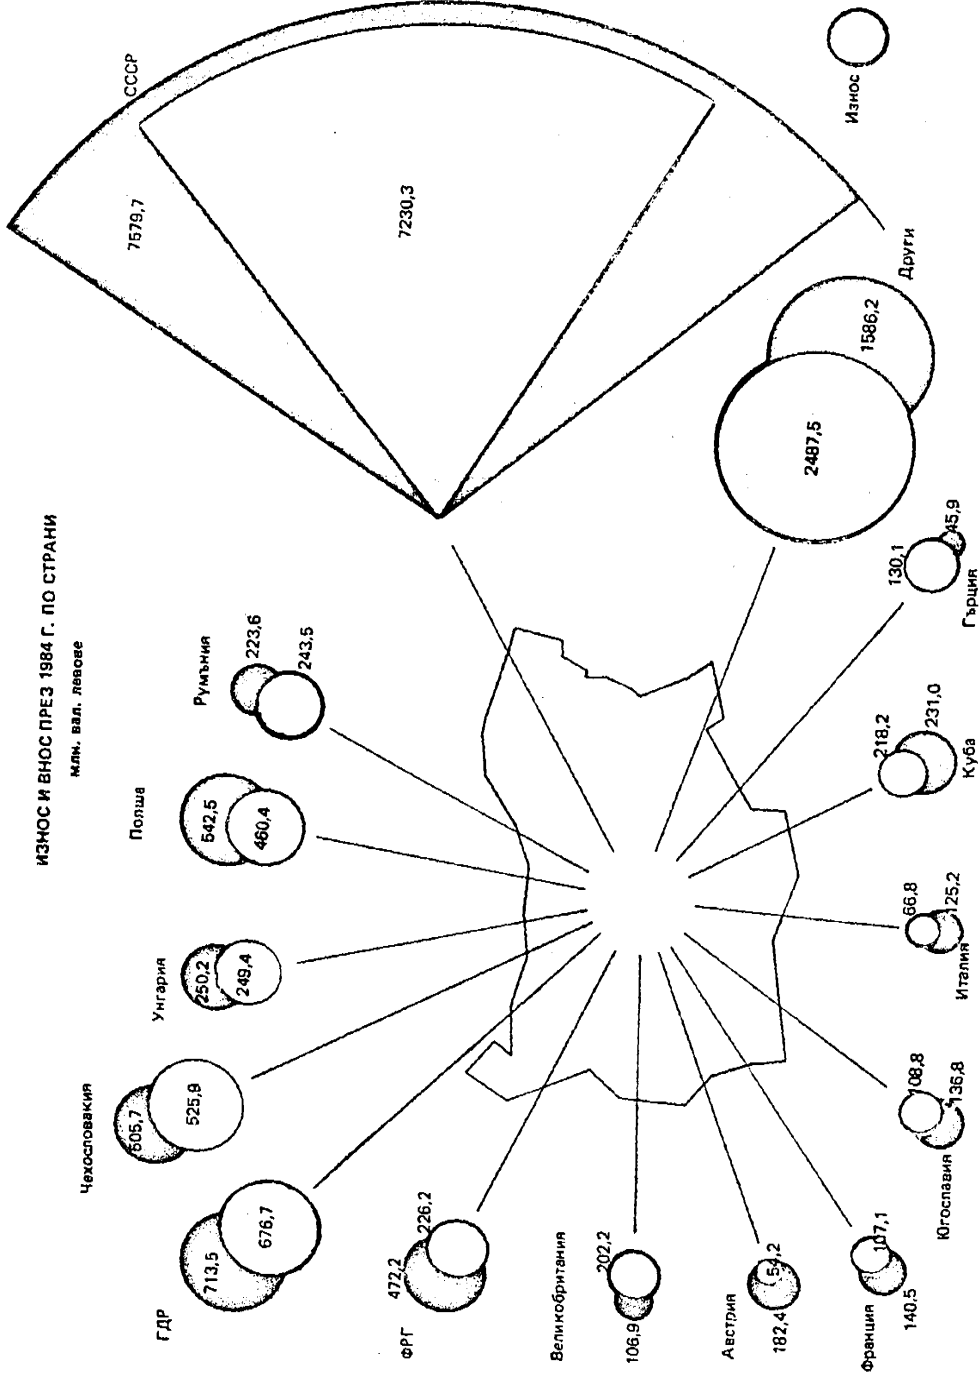 ИЗНОС И ВНОС ПРЕЗ 1984 Г. ПО СТРАНИ
млн. вал. левове
ГДР
713,5
676,7
Чехословакия
505,7
525,9
Унгария
250,2
249,4
Полша
542,5
460,4
Румъния
223,6
243,5
СССР
7579,7
7230,3
ФРГ
472,2
226,2
Великобритания
106,9
202,2
Австрия
182,4
54,2
Франция
140,5
107,1
Югославия
108,8
136,8
Италия
66,8
125,2
Куба
218,2
231,0
Гърция
130,1
45,9
Други
2487,5
1586,2
Износ